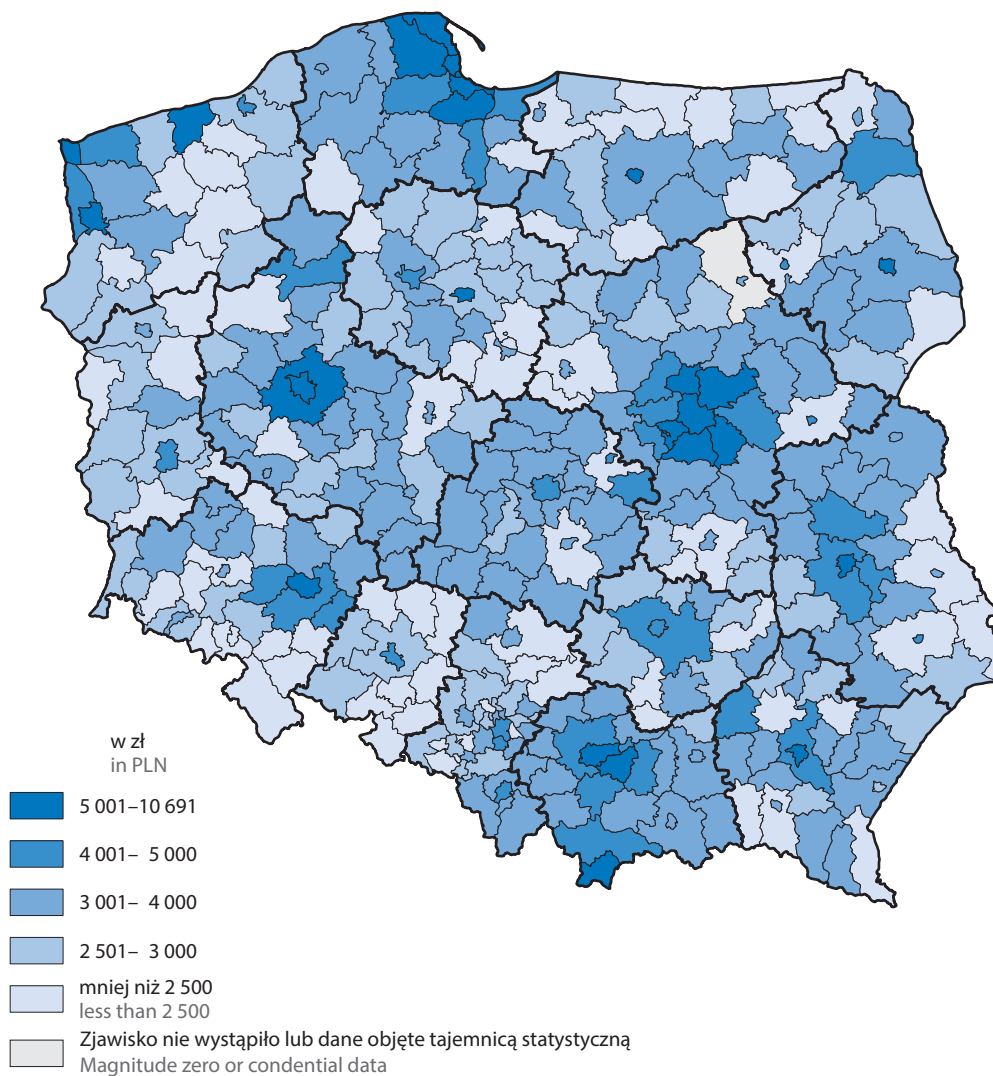 w zł
in PLN
5 001–10 691
4 001– 5 000
3 001– 4 000
2 501– 3 000
mniej niż 2 500
less than 2 500
Zjawisko nie wystąpiło lub dane objęte tajemnicą statystyczną
Magnitude zero or condential data